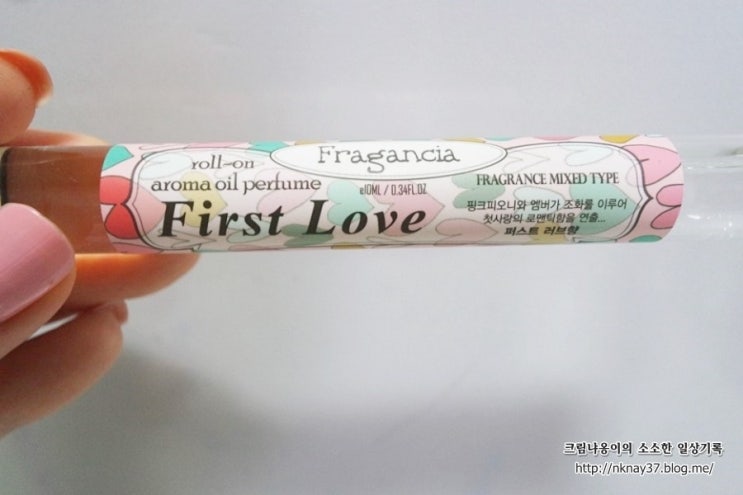 Fragancia
roll-on
aroma oil perfume
℮10ML / 0.34FL.OZ.
First Love
FRAGRANCE MIXED TYPE
핑크피오니와 엠버가 조화를 이루어
첫사랑의 로맨틱함을 연출...
퍼스트 러브향
크림나융이의 소소한 일상기록
http://nknay37.blog.me/